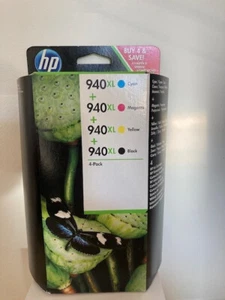 hp
BUY 4 &
SAVE
940XL Cyan
+
940XL Magenta
+
940XL Yellow
+
940XL Black
4-Pack